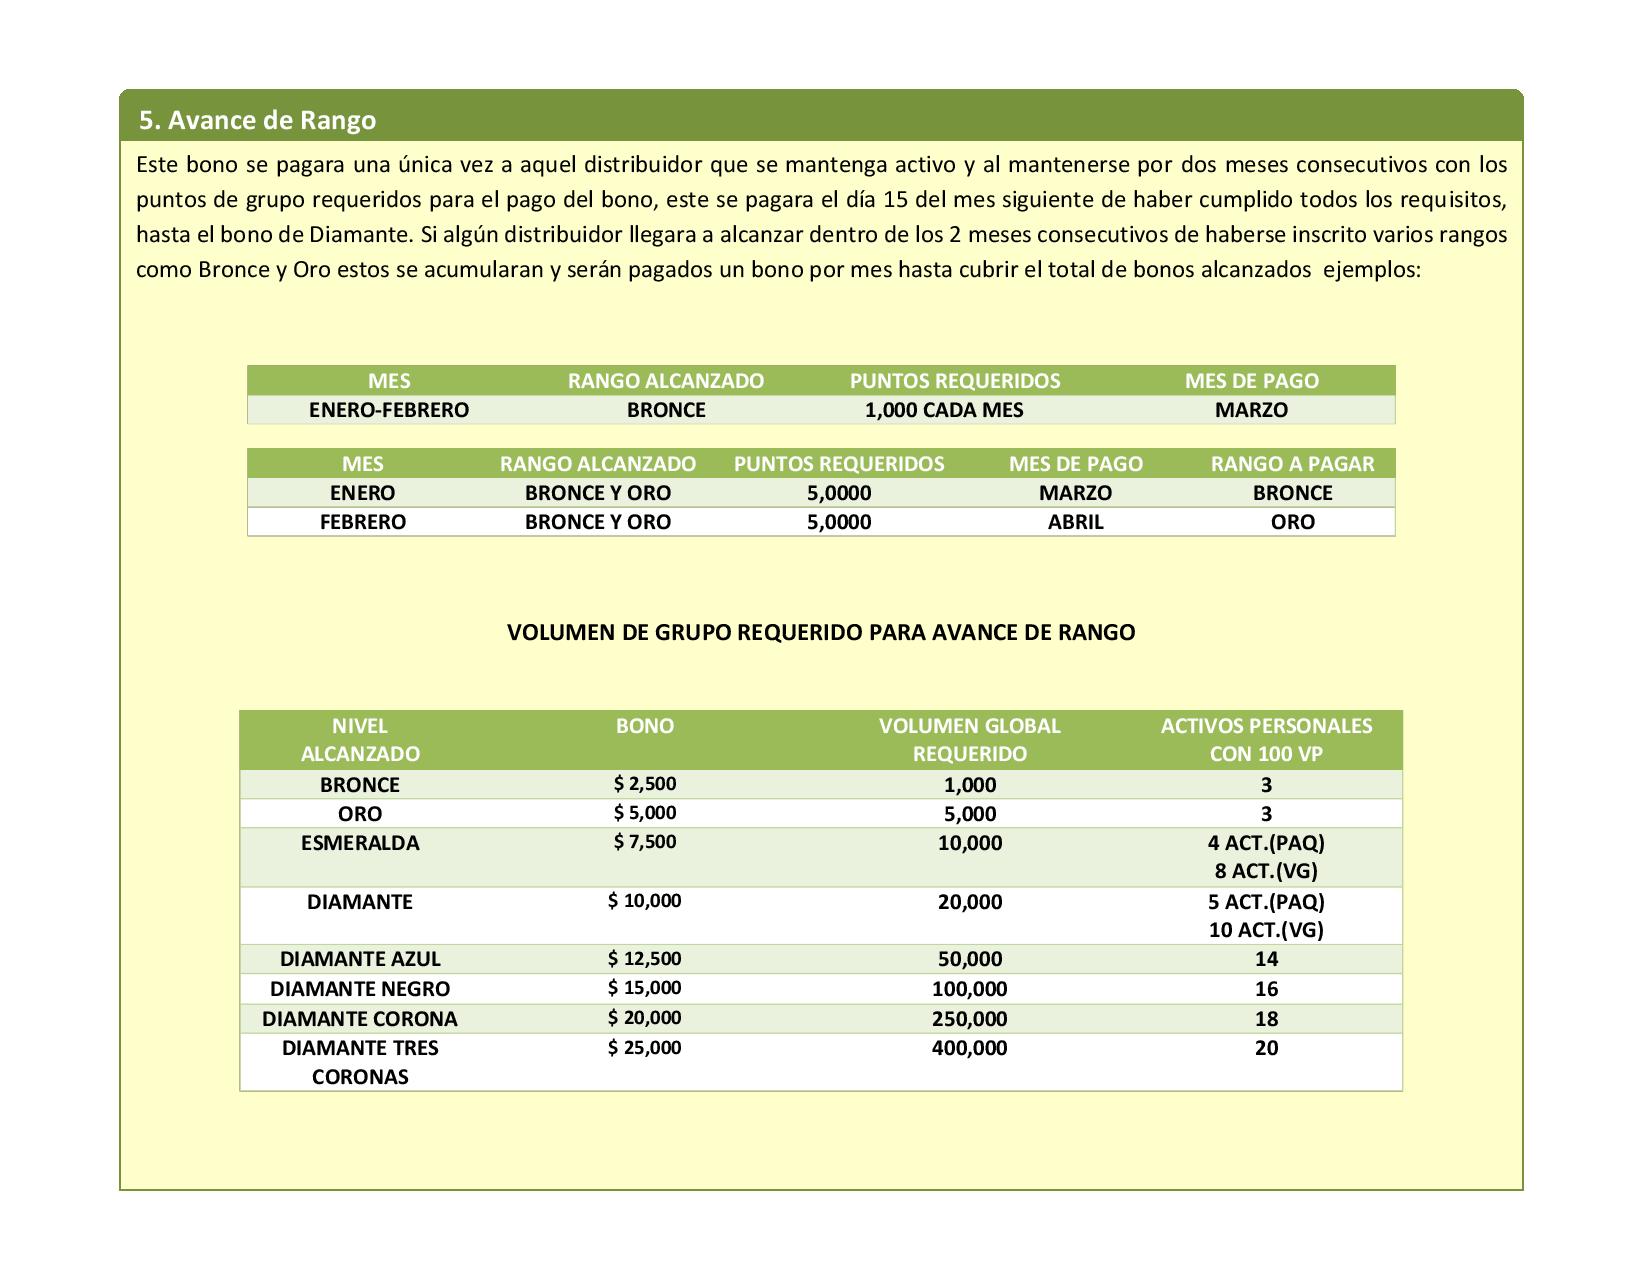 5. Avance de Rango
Este bono se pagara una única vez a aquel distribuidor que se mantenga activo y al mantenerse por dos meses consecutivos con los
puntos de grupo requeridos para el pago del bono, este se pagara el día 15 del mes siguiente de haber cumplido todos los requisitos,
hasta el bono de Diamante. Si algún distribuidor llegara a alcanzar dentro de los 2 meses consecutivos de haberse inscrito varios rangos
como Bronce y Oro estos se acumularan y serán pagados un bono por mes hasta cubrir el total de bonos alcanzados ejemplos:
MES RANGO ALCANZADO PUNTOS REQUERIDOS MES DE PAGO
ENERO-FEBRERO BRONCE 1,000 CADA MES MARZO
MES RANGO ALCANZADO PUNTOS REQUERIDOS MES DE PAGO RANGO A PAGAR
ENERO BRONCE Y ORO 5,0000 MARZO BRONCE
FEBRERO BRONCE Y ORO 5,0000 ABRIL ORO
VOLUMEN DE GRUPO REQUERIDO PARA AVANCE DE RANGO
NIVEL BONO VOLUMEN GLOBAL ACTIVOS PERSONALES
ALCANZADO REQUERIDO CON 100 VP
BRONCE $ 2,500 1,000 3
ORO $ 5,000 5,000 3
ESMERALDA $ 7,500 10,000 4 ACT.(PAQ)
8 ACT.(VG)
DIAMANTE $ 10,000 20,000 5 ACT.(PAQ)
10 ACT.(VG)
DIAMANTE AZUL $ 12,500 50,000 14
DIAMANTE NEGRO $ 15,000 100,000 16
DIAMANTE CORONA $ 20,000 250,000 18
DIAMANTE TRES $ 25,000 400,000 20
CORONAS